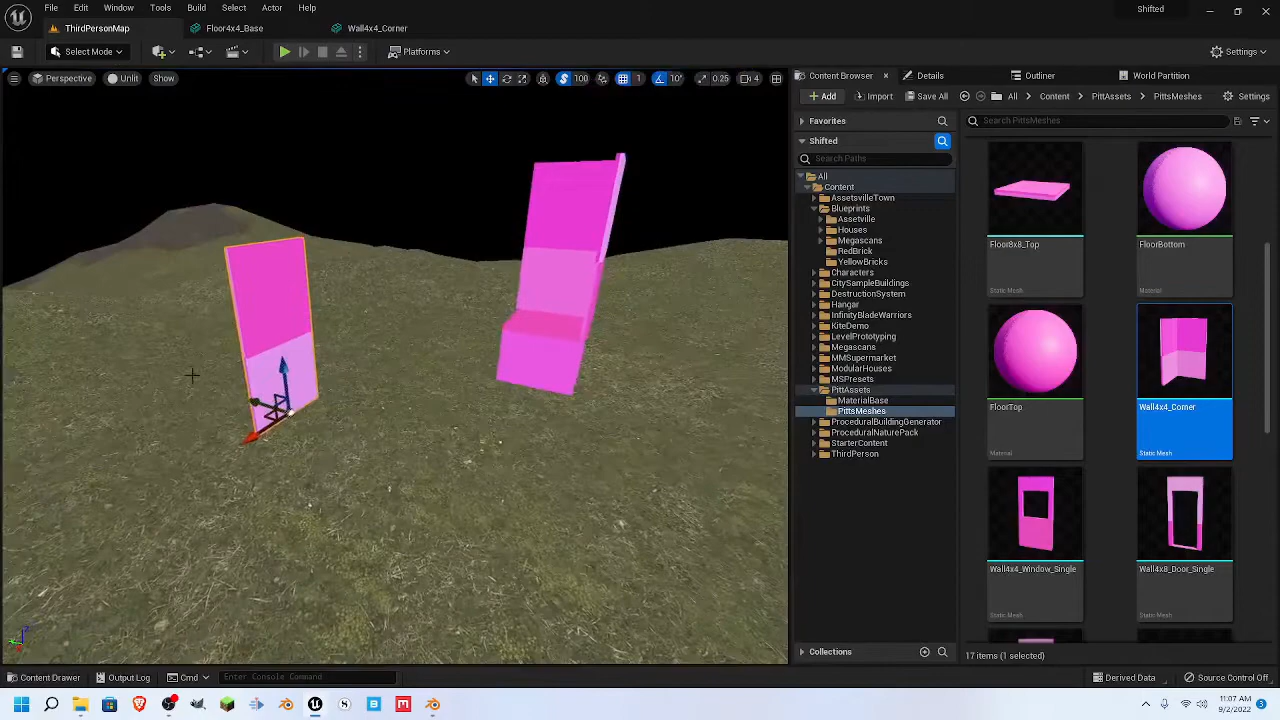 File Edit Window Tools Build Select Actor Help
Shifted
ThirdPersonMap Floor4x4_Base Wall4x4_Corner
Select Mode Platforms Settings
Perspective Unlit Show 100 1 10° 0.25 4
Content Browser Details Outliner World Partition
Add Import Save All All Content PittAssets PittsMeshes Settings
Favorites
Search PittsMeshes
Shifted
Search Paths
All
Content
AssetsvilleTown
Blueprints
Assetville
Houses
Megascans
RedBrick
YellowBricks
Characters
CitySampleBuildings
DestructionSystem
Hangar
InfinityBladeWarriors
KiteDemo
LevelPrototyping
Megascans
MMSupermarket
ModularHouses
MSPresets
PittAssets
MaterialBase
PittsMeshes
ProceduralBuildingGenerator
ProceduralNaturePack
StarterContent
ThirdPerson
Floor8x8_Top
Static Mesh
FloorBottom
Material
FloorTop
Material
Wall4x4_Corner
Static Mesh
Wall4x4_Window_Single
Static Mesh
Wall4x8_Door_Single
Static Mesh
Collections
17 items (1 selected)
Content Drawer Output Log Cmd Enter Console Command Source Control Off
11:07 AM
9/2/2022
3